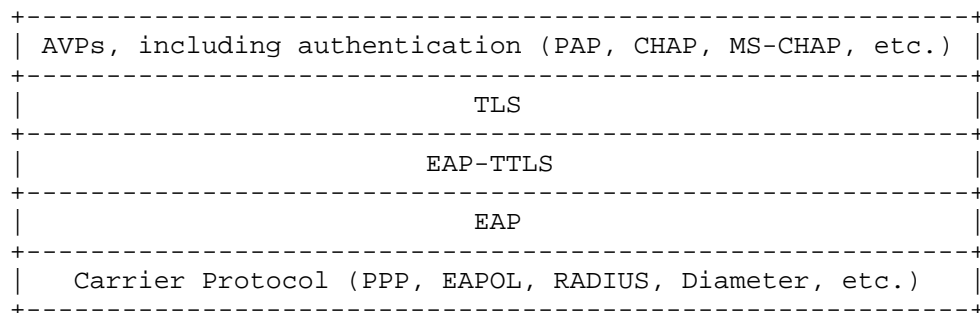 AVPs, including authentication (PAP, CHAP, MS-CHAP, etc.)
TLS
EAP-TTLS
EAP
Carrier Protocol (PPP, EAPOL, RADIUS, Diameter, etc.)